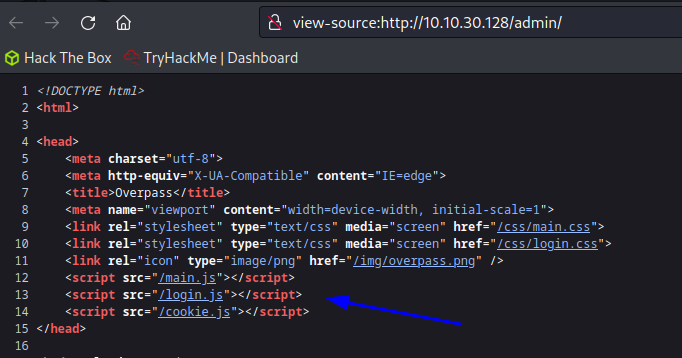 view-source:http://10.10.30.128/admin/
Hack The Box TryHackMe | Dashboard
1 <!DOCTYPE html>
2 <html>
3
4 <head>
5 <meta charset="utf-8">
6 <meta http-equiv="X-UA-Compatible" content="IE=edge">
7 <title>Overpass</title>
8 <meta name="viewport" content="width=device-width, initial-scale=1">
9 <link rel="stylesheet" type="text/css" media="screen" href="/css/main.css">
10 <link rel="stylesheet" type="text/css" media="screen" href="/css/login.css">
11 <link rel="icon" type="image/png" href="/img/overpass.png" />
12 <script src="/main.js"></script>
13 <script src="/login.js"></script>
14 <script src="/cookie.js"></script>
15 </head>
16